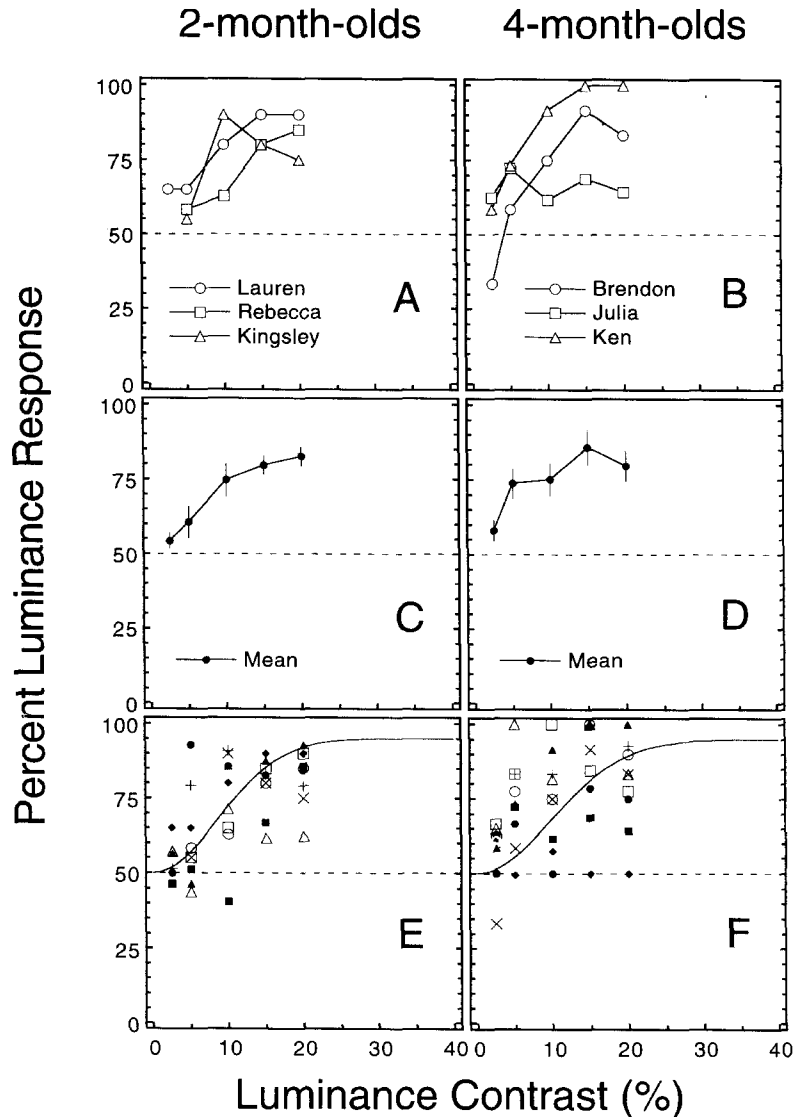 2-month-olds 4-month-olds
100
75
50
25
0
Lauren
Rebecca
Kingsley
A
Brendon
Julia
Ken
B
100
75
50
25
0
Mean
C
Mean
D
100
75
50
25
0
E
F
0 10 20 30 40 0 10 20 30 40
Percent Luminance Response
Luminance Contrast (%)